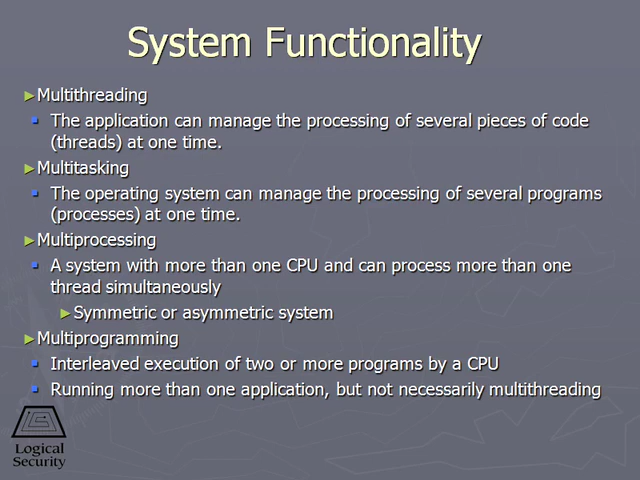 System Functionality
►Multithreading
▪ The application can manage the processing of several pieces of code
(threads) at one time.
►Multitasking
▪ The operating system can manage the processing of several programs
(processes) at one time.
►Multiprocessing
▪ A system with more than one CPU and can process more than one
thread simultaneously
►Symmetric or asymmetric system
►Multiprogramming
▪ Interleaved execution of two or more programs by a CPU
▪ Running more than one application, but not necessarily multithreading
Logical
Security